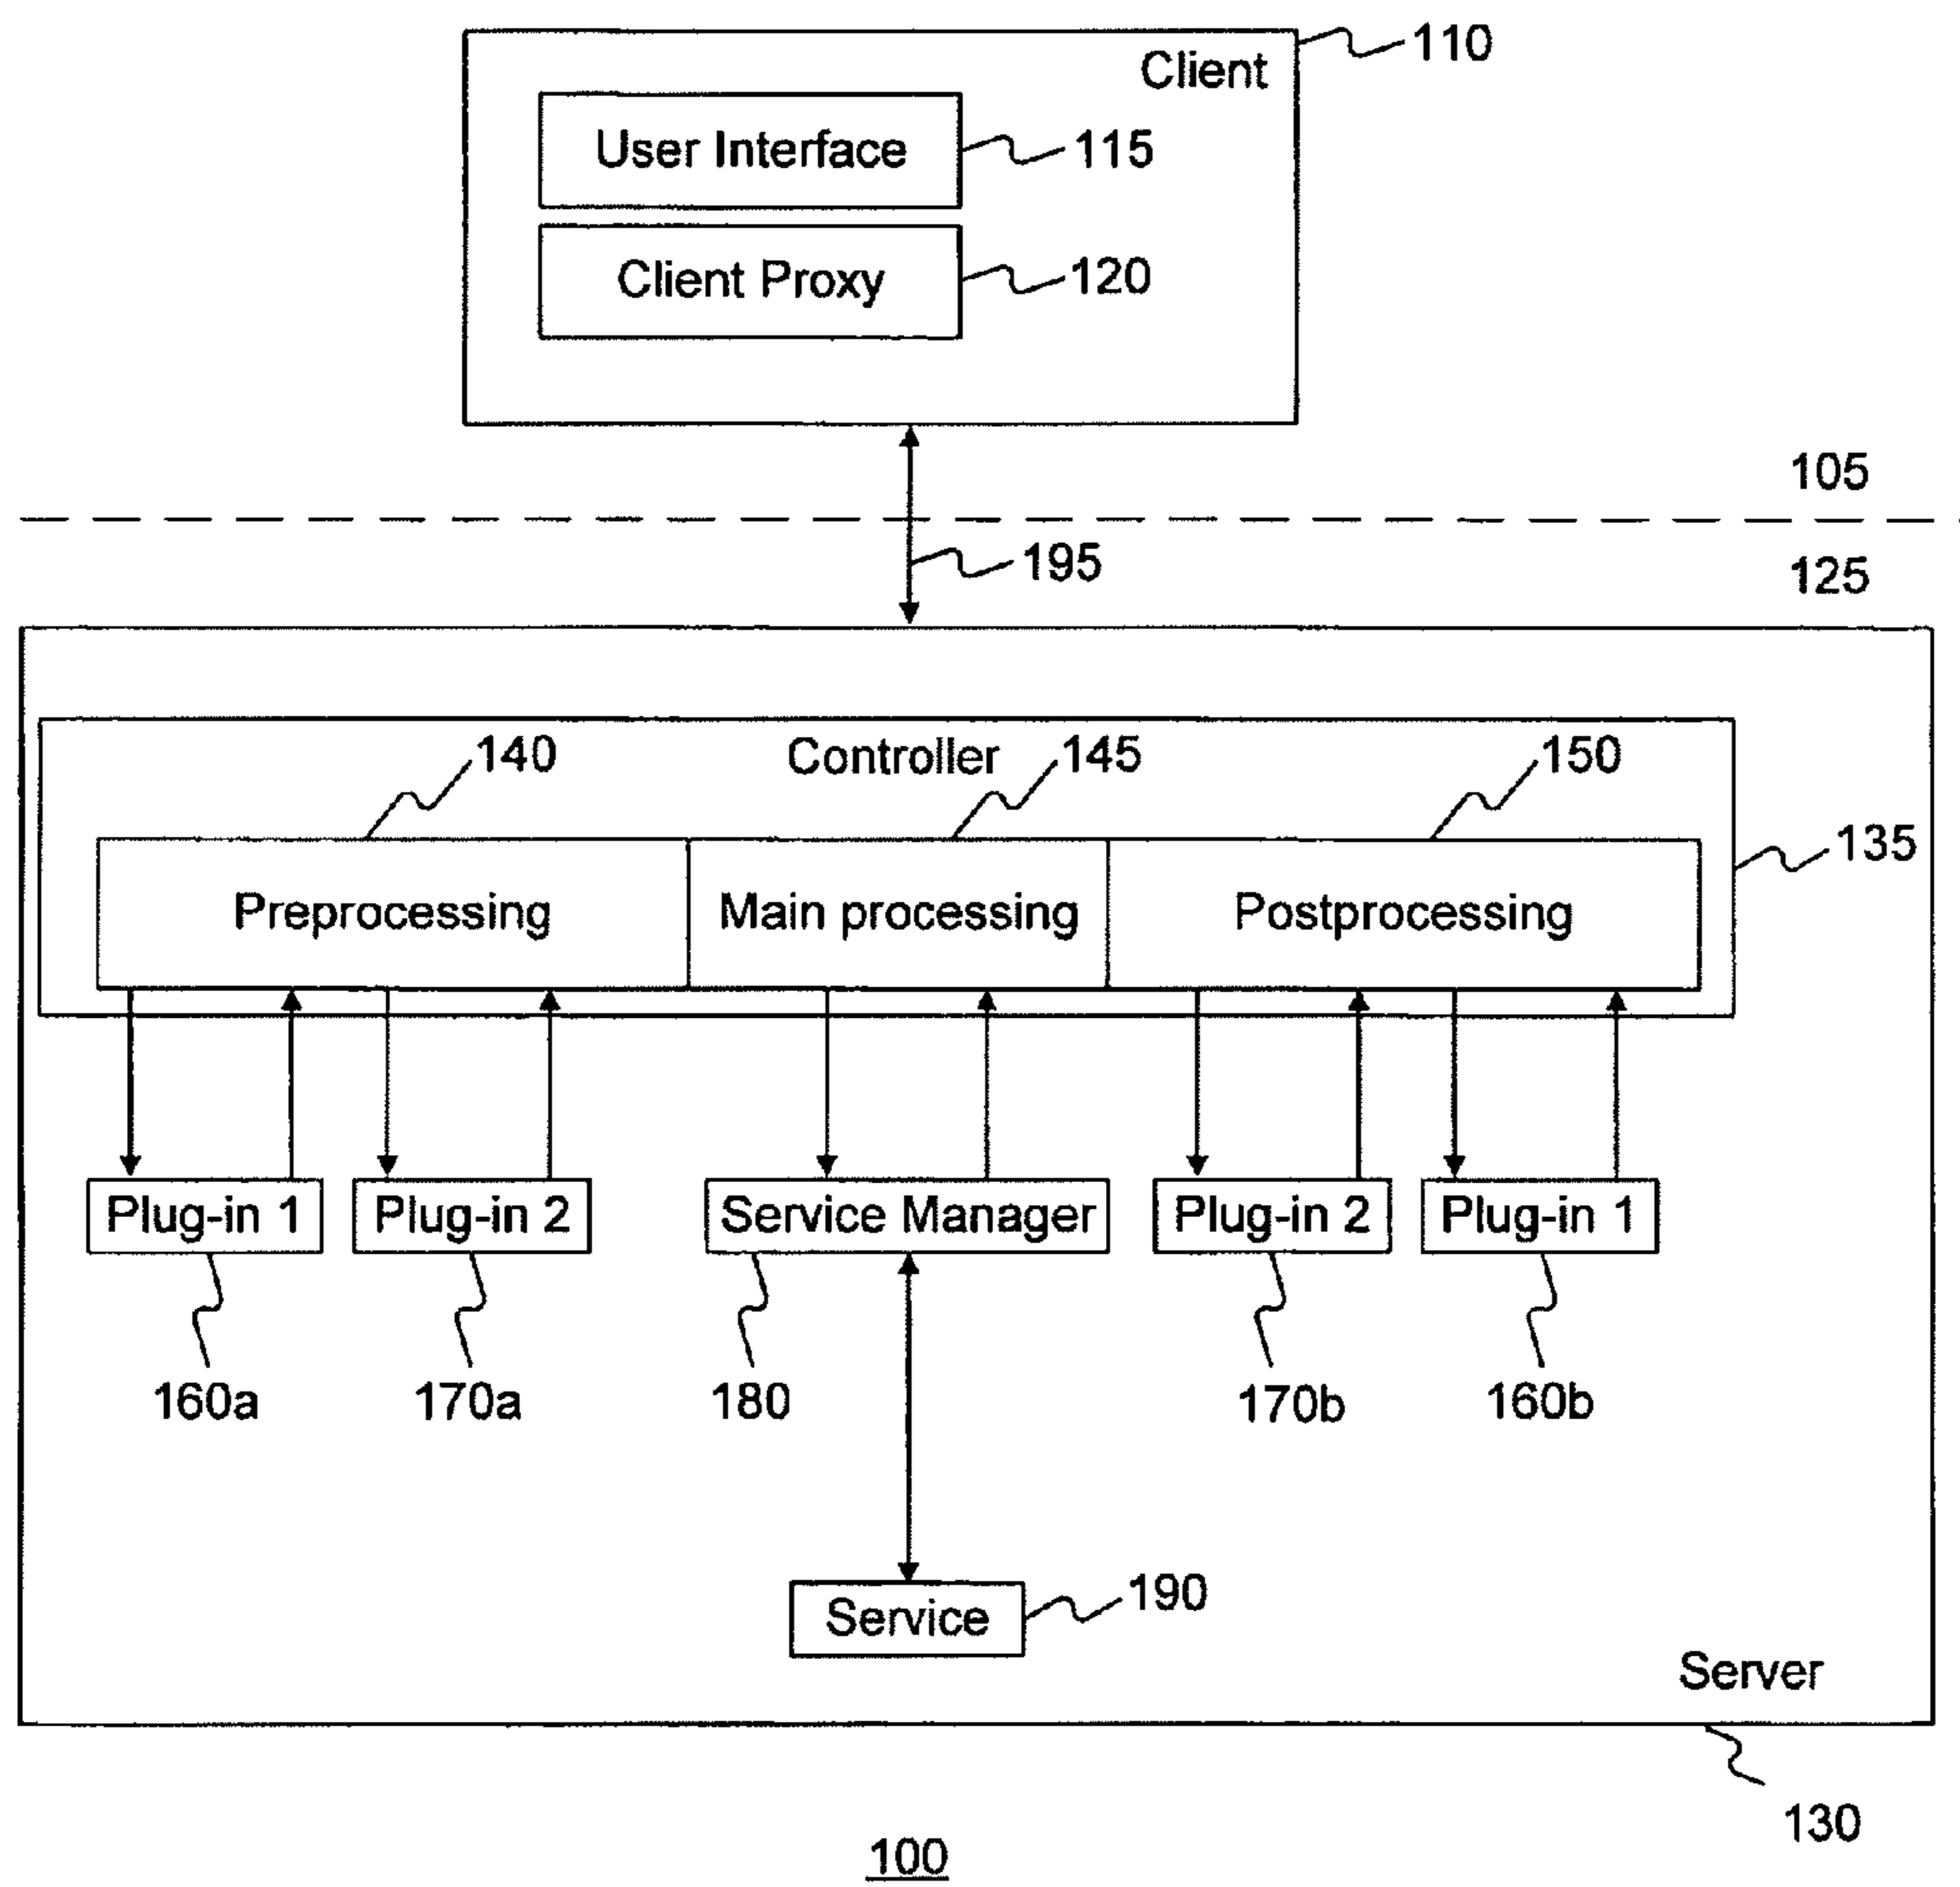 110
Client
User Interface
115
Client Proxy
120
105
195
125
140
Controller
145
150
135
Preprocessing
Main processing
Postprocessing
Plug-in 1
Plug-in 2
Service Manager
Plug-in 2
Plug-in 1
160a
170a
180
170b
160b
190
Service
Server
130
100